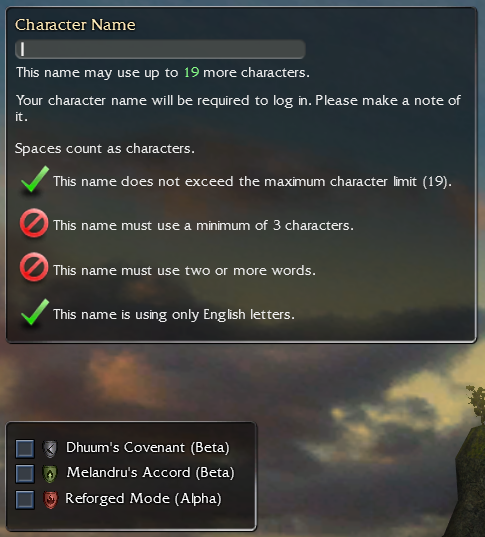 Character Name
This name may use up to 19 more characters.
Your character name will be required to log in. Please make a note of
it.
Spaces count as characters.
This name does not exceed the maximum character limit (19).
This name must use a minimum of 3 characters.
This name must use two or more words.
This name is using only English letters.
Dhuum's Covenant (Beta)
Melandru's Accord (Beta)
Reforged Mode (Alpha)